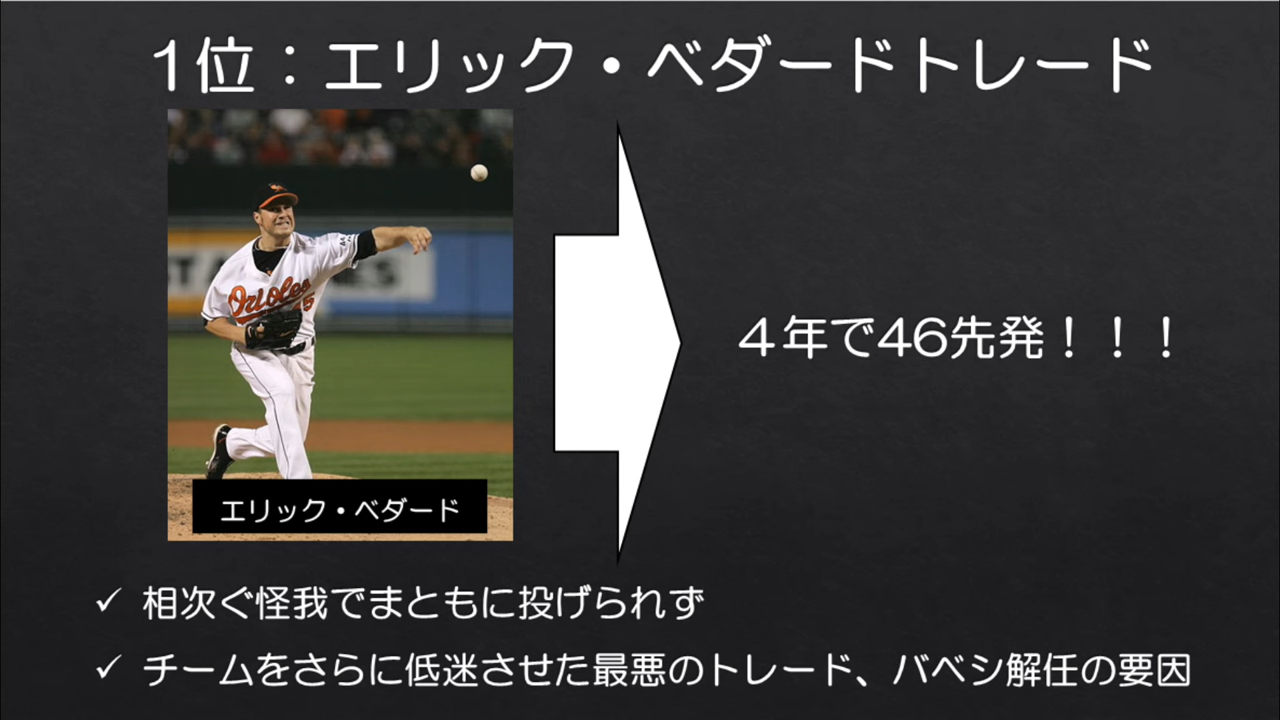 1位：エリック・ベダードトレード
Orioles
４年で46先発！！！
エリック・ベダード
✓ 相次ぐ怪我でまともに投げられず
✓ チームをさらに低迷させた最悪のトレード、バベシ解任の要因